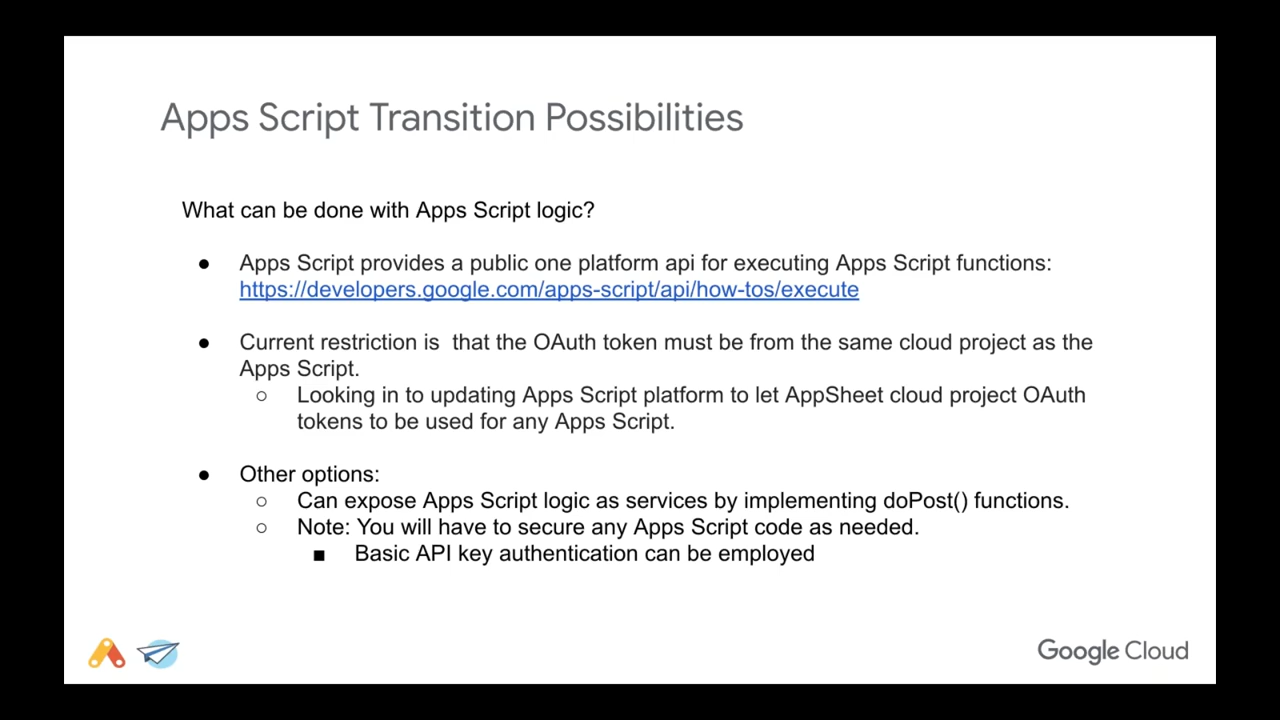 Apps Script Transition Possibilities
What can be done with Apps Script logic?
● Apps Script provides a public one platform api for executing Apps Script functions:
https://developers.google.com/apps-script/api/how-tos/execute
● Current restriction is  that the OAuth token must be from the same cloud project as the
Apps Script.
○ Looking in to updating Apps Script platform to let AppSheet cloud project OAuth
tokens to be used for any Apps Script.
● Other options:
○ Can expose Apps Script logic as services by implementing doPost() functions.
○ Note: You will have to secure any Apps Script code as needed.
■ Basic API key authentication can be employed
Google Cloud